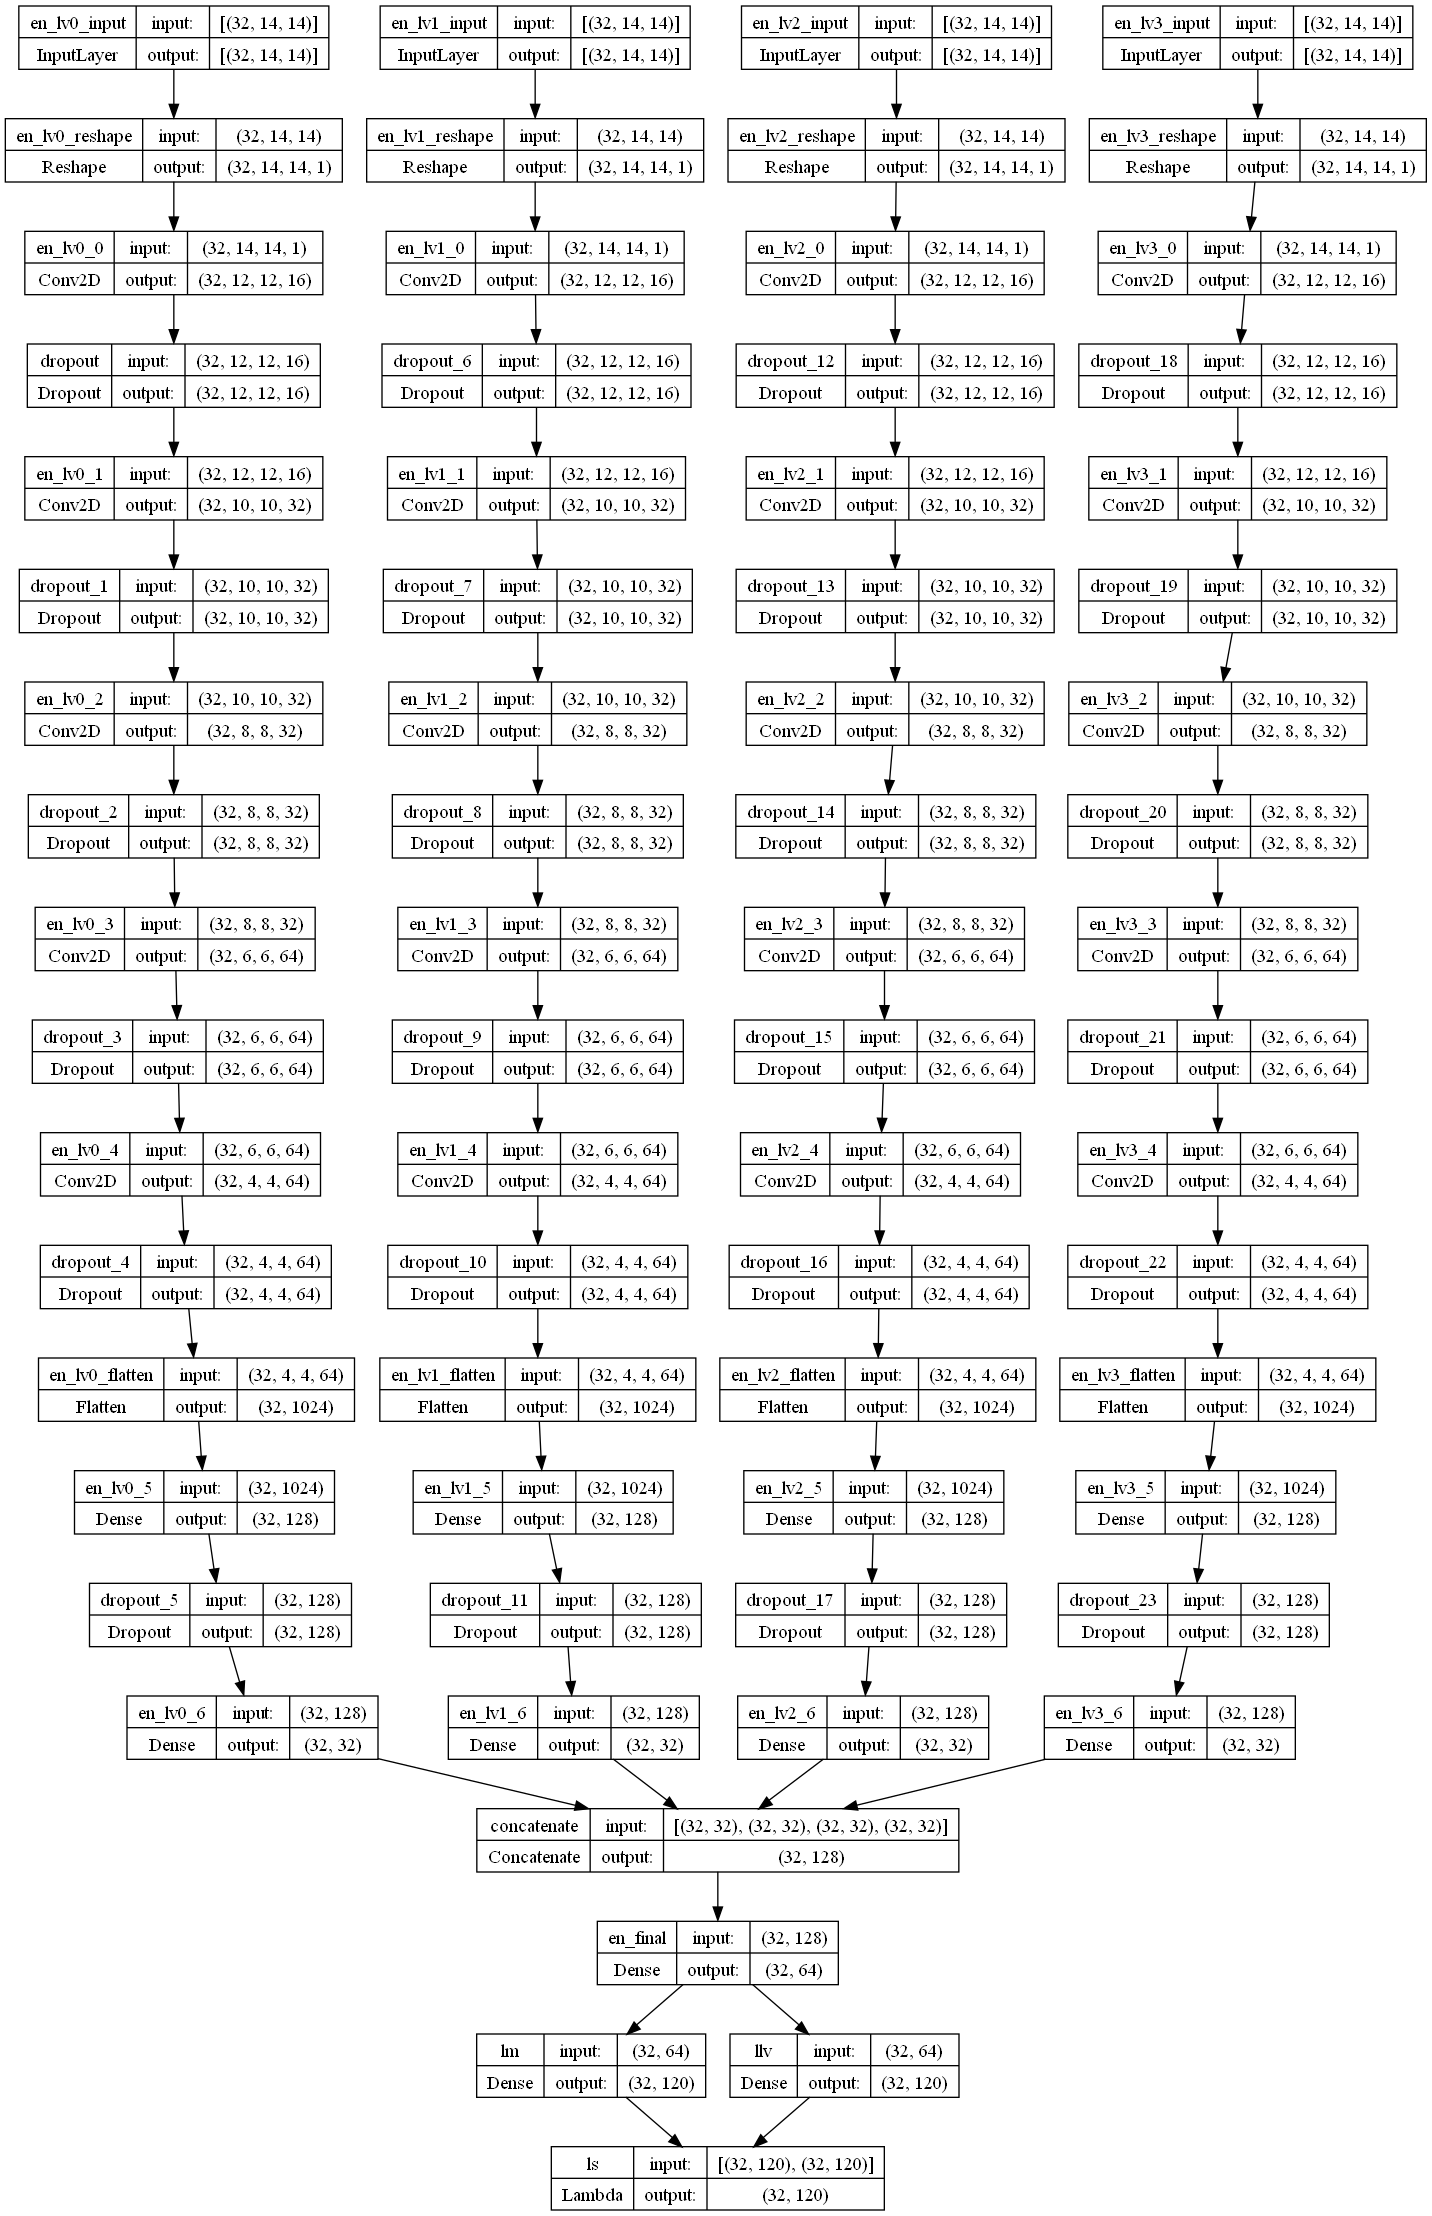 en_lv0_input input: [(32, 14, 14)]
InputLayer output: [(32, 14, 14)]
en_lv1_input input: [(32, 14, 14)]
InputLayer output: [(32, 14, 14)]
en_lv2_input input: [(32, 14, 14)]
InputLayer output: [(32, 14, 14)]
en_lv3_input input: [(32, 14, 14)]
InputLayer output: [(32, 14, 14)]
en_lv0_reshape input: (32, 14, 14)
Reshape output: (32, 14, 14, 1)
en_lv1_reshape input: (32, 14, 14)
Reshape output: (32, 14, 14, 1)
en_lv2_reshape input: (32, 14, 14)
Reshape output: (32, 14, 14, 1)
en_lv3_reshape input: (32, 14, 14)
Reshape output: (32, 14, 14, 1)
en_lv0_0 input: (32, 14, 14, 1)
Conv2D output: (32, 12, 12, 16)
en_lv1_0 input: (32, 14, 14, 1)
Conv2D output: (32, 12, 12, 16)
en_lv2_0 input: (32, 14, 14, 1)
Conv2D output: (32, 12, 12, 16)
en_lv3_0 input: (32, 14, 14, 1)
Conv2D output: (32, 12, 12, 16)
dropout input: (32, 12, 12, 16)
Dropout output: (32, 12, 12, 16)
dropout_6 input: (32, 12, 12, 16)
Dropout output: (32, 12, 12, 16)
dropout_12 input: (32, 12, 12, 16)
Dropout output: (32, 12, 12, 16)
dropout_18 input: (32, 12, 12, 16)
Dropout output: (32, 12, 12, 16)
en_lv0_1 input: (32, 12, 12, 16)
Conv2D output: (32, 10, 10, 32)
en_lv1_1 input: (32, 12, 12, 16)
Conv2D output: (32, 10, 10, 32)
en_lv2_1 input: (32, 12, 12, 16)
Conv2D output: (32, 10, 10, 32)
en_lv3_1 input: (32, 12, 12, 16)
Conv2D output: (32, 10, 10, 32)
dropout_1 input: (32, 10, 10, 32)
Dropout output: (32, 10, 10, 32)
dropout_7 input: (32, 10, 10, 32)
Dropout output: (32, 10, 10, 32)
dropout_13 input: (32, 10, 10, 32)
Dropout output: (32, 10, 10, 32)
dropout_19 input: (32, 10, 10, 32)
Dropout output: (32, 10, 10, 32)
en_lv0_2 input: (32, 10, 10, 32)
Conv2D output: (32, 8, 8, 32)
en_lv1_2 input: (32, 10, 10, 32)
Conv2D output: (32, 8, 8, 32)
en_lv2_2 input: (32, 10, 10, 32)
Conv2D output: (32, 8, 8, 32)
en_lv3_2 input: (32, 10, 10, 32)
Conv2D output: (32, 8, 8, 32)
dropout_2 input: (32, 8, 8, 32)
Dropout output: (32, 8, 8, 32)
dropout_8 input: (32, 8, 8, 32)
Dropout output: (32, 8, 8, 32)
dropout_14 input: (32, 8, 8, 32)
Dropout output: (32, 8, 8, 32)
dropout_20 input: (32, 8, 8, 32)
Dropout output: (32, 8, 8, 32)
en_lv0_3 input: (32, 8, 8, 32)
Conv2D output: (32, 6, 6, 64)
en_lv1_3 input: (32, 8, 8, 32)
Conv2D output: (32, 6, 6, 64)
en_lv2_3 input: (32, 8, 8, 32)
Conv2D output: (32, 6, 6, 64)
en_lv3_3 input: (32, 8, 8, 32)
Conv2D output: (32, 6, 6, 64)
dropout_3 input: (32, 6, 6, 64)
Dropout output: (32, 6, 6, 64)
dropout_9 input: (32, 6, 6, 64)
Dropout output: (32, 6, 6, 64)
dropout_15 input: (32, 6, 6, 64)
Dropout output: (32, 6, 6, 64)
dropout_21 input: (32, 6, 6, 64)
Dropout output: (32, 6, 6, 64)
en_lv0_4 input: (32, 6, 6, 64)
Conv2D output: (32, 4, 4, 64)
en_lv1_4 input: (32, 6, 6, 64)
Conv2D output: (32, 4, 4, 64)
en_lv2_4 input: (32, 6, 6, 64)
Conv2D output: (32, 4, 4, 64)
en_lv3_4 input: (32, 6, 6, 64)
Conv2D output: (32, 4, 4, 64)
dropout_4 input: (32, 4, 4, 64)
Dropout output: (32, 4, 4, 64)
dropout_10 input: (32, 4, 4, 64)
Dropout output: (32, 4, 4, 64)
dropout_16 input: (32, 4, 4, 64)
Dropout output: (32, 4, 4, 64)
dropout_22 input: (32, 4, 4, 64)
Dropout output: (32, 4, 4, 64)
en_lv0_flatten input: (32, 4, 4, 64)
Flatten output: (32, 1024)
en_lv1_flatten input: (32, 4, 4, 64)
Flatten output: (32, 1024)
en_lv2_flatten input: (32, 4, 4, 64)
Flatten output: (32, 1024)
en_lv3_flatten input: (32, 4, 4, 64)
Flatten output: (32, 1024)
en_lv0_5 input: (32, 1024)
Dense output: (32, 128)
en_lv1_5 input: (32, 1024)
Dense output: (32, 128)
en_lv2_5 input: (32, 1024)
Dense output: (32, 128)
en_lv3_5 input: (32, 1024)
Dense output: (32, 128)
dropout_5 input: (32, 128)
Dropout output: (32, 128)
dropout_11 input: (32, 128)
Dropout output: (32, 128)
dropout_17 input: (32, 128)
Dropout output: (32, 128)
dropout_23 input: (32, 128)
Dropout output: (32, 128)
en_lv0_6 input: (32, 128)
Dense output: (32, 32)
en_lv1_6 input: (32, 128)
Dense output: (32, 32)
en_lv2_6 input: (32, 128)
Dense output: (32, 32)
en_lv3_6 input: (32, 128)
Dense output: (32, 32)
concatenate input: [(32, 32), (32, 32), (32, 32), (32, 32)]
Concatenate output: (32, 128)
en_final input: (32, 128)
Dense output: (32, 64)
lm input: (32, 64)
Dense output: (32, 120)
llv input: (32, 64)
Dense output: (32, 120)
ls input: [(32, 120), (32, 120)]
Lambda output: (32, 120)